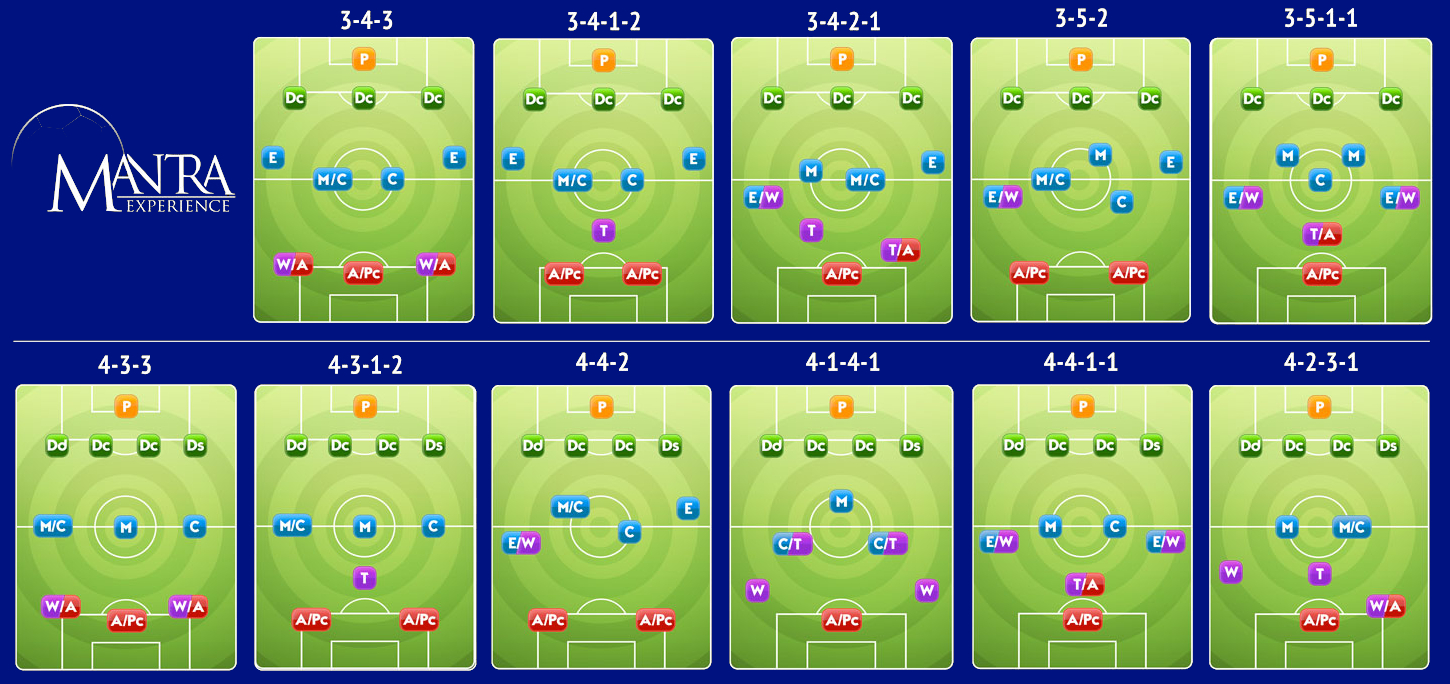 3-4-3
3-4-1-2
3-4-2-1
3-5-2
3-5-1-1
MANTRA
EXPERIENCE
P
Dc Dc Dc
E E
M/C C
W/A A/Pc W/A
P
Dc Dc Dc
E E
M/C C
T
A/Pc A/Pc
P
Dc Dc Dc
E
M M/C
E/W
T
T/A
A/Pc
P
Dc Dc Dc
M E
M/C
E/W C
A/Pc A/Pc
P
Dc Dc Dc
M M
C
E/W E/W
T/A
A/Pc
4-3-3
4-3-1-2
4-4-2
4-1-4-1
4-4-1-1
4-2-3-1
P
Dd Dc Dc Ds
M/C M C
W/A A/Pc W/A
P
Dd Dc Dc Ds
M/C M C
T
A/Pc A/Pc
P
Dd Dc Dc Ds
M/C E
E/W C
A/Pc A/Pc
P
Dd Dc Dc Ds
M
C/T C/T
W W
A/Pc
P
Dd Dc Dc Ds
M C
E/W E/W
T/A
A/Pc
P
Dd Dc Dc Ds
M M/C
W T
W/A
A/Pc